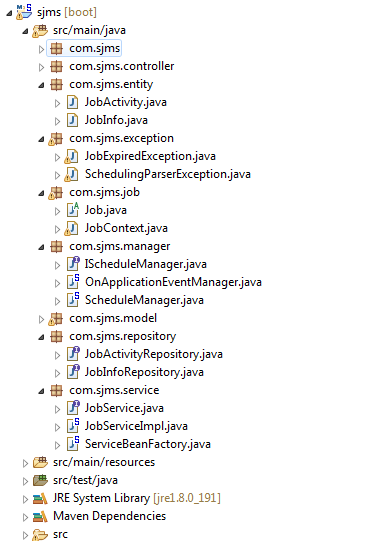 sjms [boot]
src/main/java
com.sjms
com.sjms.controller
com.sjms.entity
JobActivity.java
JobInfo.java
com.sjms.exception
JobExpiredException.java
SchedulingParserException.java
com.sjms.job
Job.java
JobContext.java
com.sjms.manager
IScheduleManager.java
OnApplicationEventManager.java
ScheduleManager.java
com.sjms.model
com.sjms.repository
JobActivityRepository.java
JobInfoRepository.java
com.sjms.service
JobService.java
JobServiceImpl.java
ServiceBeanFactory.java
src/main/resources
src/test/java
JRE System Library [jre1.8.0_191]
Maven Dependencies
src